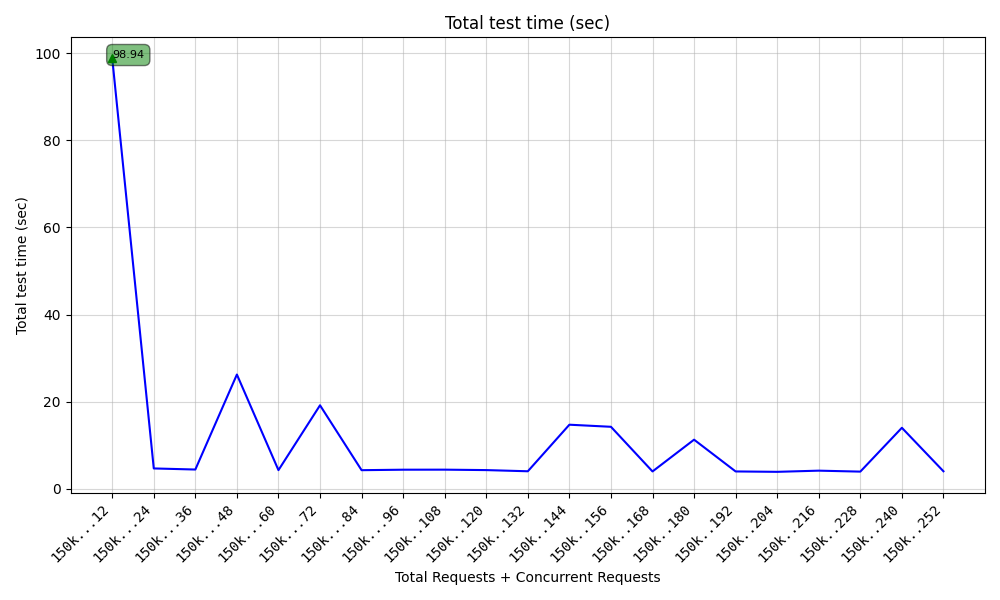 Total test time (sec)
98.94
100
80
60
40
20
0
Total test time (sec)
150k...12
150k...24
150k...36
150k...48
150k...60
150k...72
150k...84
150k...96
150k..108
150k..120
150k..132
150k..144
150k..156
150k..168
150k..180
150k..192
150k..204
150k..216
150k..228
150k..240
150k..252
Total Requests + Concurrent Requests